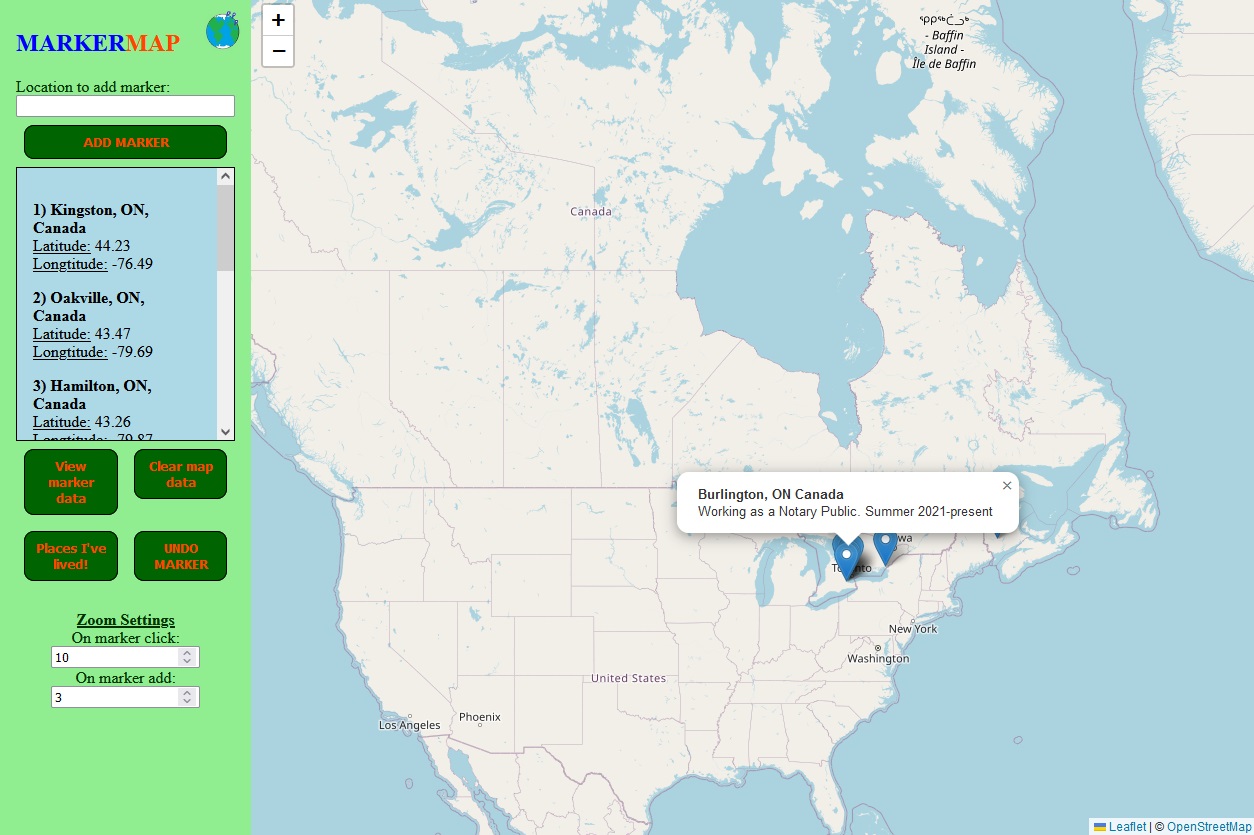 MARKERMAP
Location to add marker:
ADD MARKER
1) Kingston, ON,
Canada
Latitude: 44.23
Longtitude: -76.49
2) Oakville, ON,
Canada
Latitude: 43.47
Longtitude: -79.69
3) Hamilton, ON,
Canada
Latitude: 43.26
Longtitude: -79.87
View
marker
data
Clear map
data
Places I've
lived!
UNDO
MARKER
Zoom Settings
On marker click:
10
On marker add:
3
+
−
ᕿᑭᖅᑖᓗᒃ
- Baffin
Island -
Île de Baffin
Canada
×
Burlington, ON Canada
Working as a Notary Public. Summer 2021-present
wa
New York
Washington
United States
Los Angeles
Phoenix
Leaflet | © OpenStreetMap